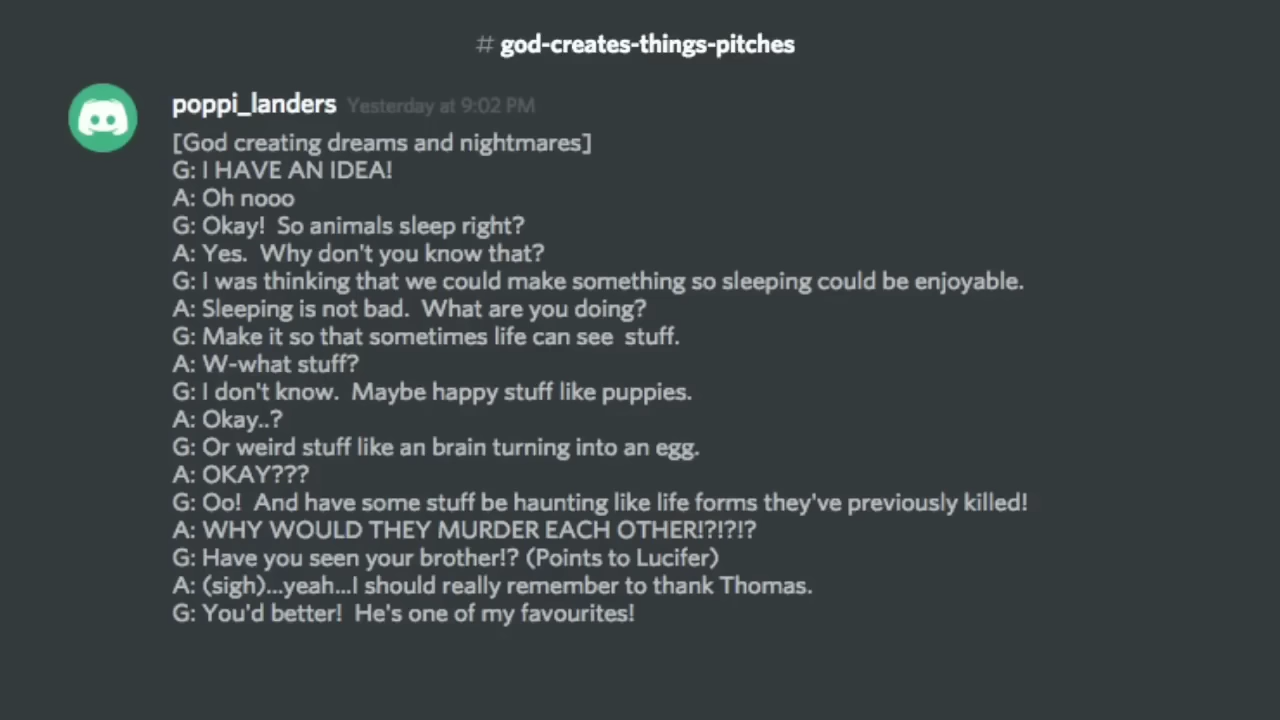 # god-creates-things-pitches
poppi_landers Yesterday at 9:02 PM
[God creating dreams and nightmares]
G: I HAVE AN IDEA!
A: Oh nooo
G: Okay!  So animals sleep right?
A: Yes.  Why don't you know that?
G: I was thinking that we could make something so sleeping could be enjoyable.
A: Sleeping is not bad.  What are you doing?
G: Make it so that sometimes life can see  stuff.
A: W-what stuff?
G: I don't know.  Maybe happy stuff like puppies.
A: Okay..?
G: Or weird stuff like an brain turning into an egg.
A: OKAY???
G: Oo!  And have some stuff be haunting like life forms they've previously killed!
A: WHY WOULD THEY MURDER EACH OTHER!?!?!?
G: Have you seen your brother!? (Points to Lucifer)
A: (sigh)...yeah...I should really remember to thank Thomas.
G: You'd better!  He's one of my favourites!